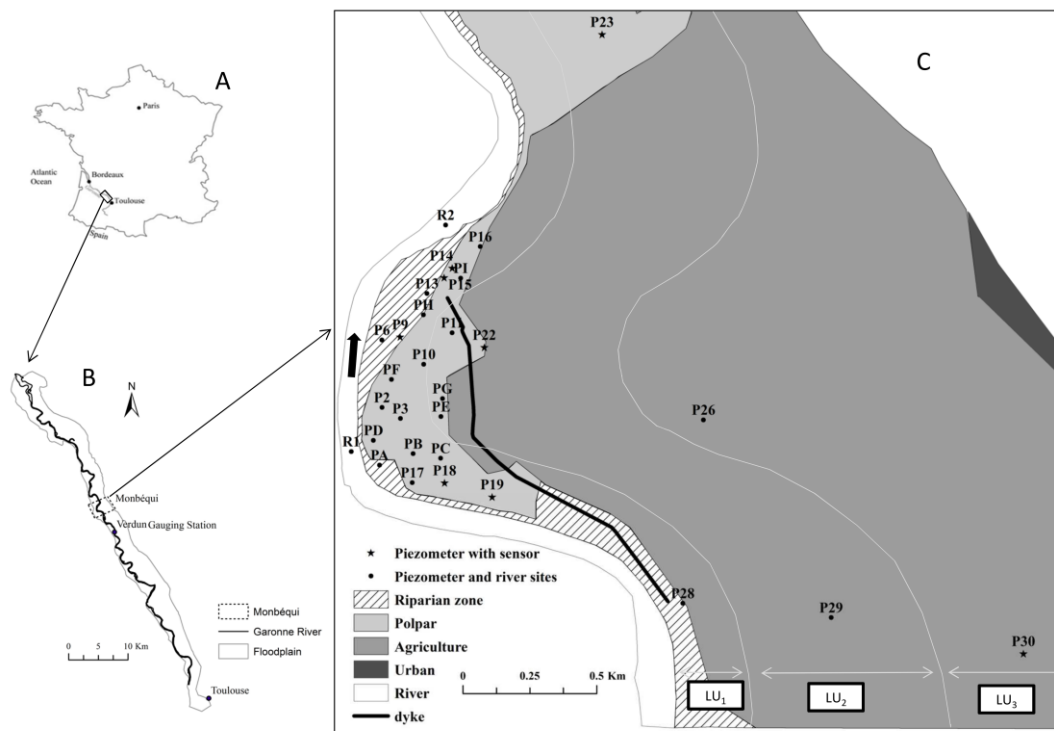 A
Paris
Atlantic
Ocean
Bordeaux
Toulouse
Spain
B
N
Monbéqui
Verdun Gauging Station
Monbéqui
Garonne River
Floodplain
0 5 10 Km
Toulouse
C
P23
R2
P16
P14
PI
P15
P13
PH
P6
P9
P22
P10
PF
PG
P2
P3
PE
PD
R1
PB
PC
PA
P17
P18
P19
P26
P28
P29
P30
Piezometer with sensor
Piezometer and river sites
Riparian zone
Polpar
Agriculture
Urban
River
dyke
0 0.25 0.5 Km
LU1
LU2
LU3